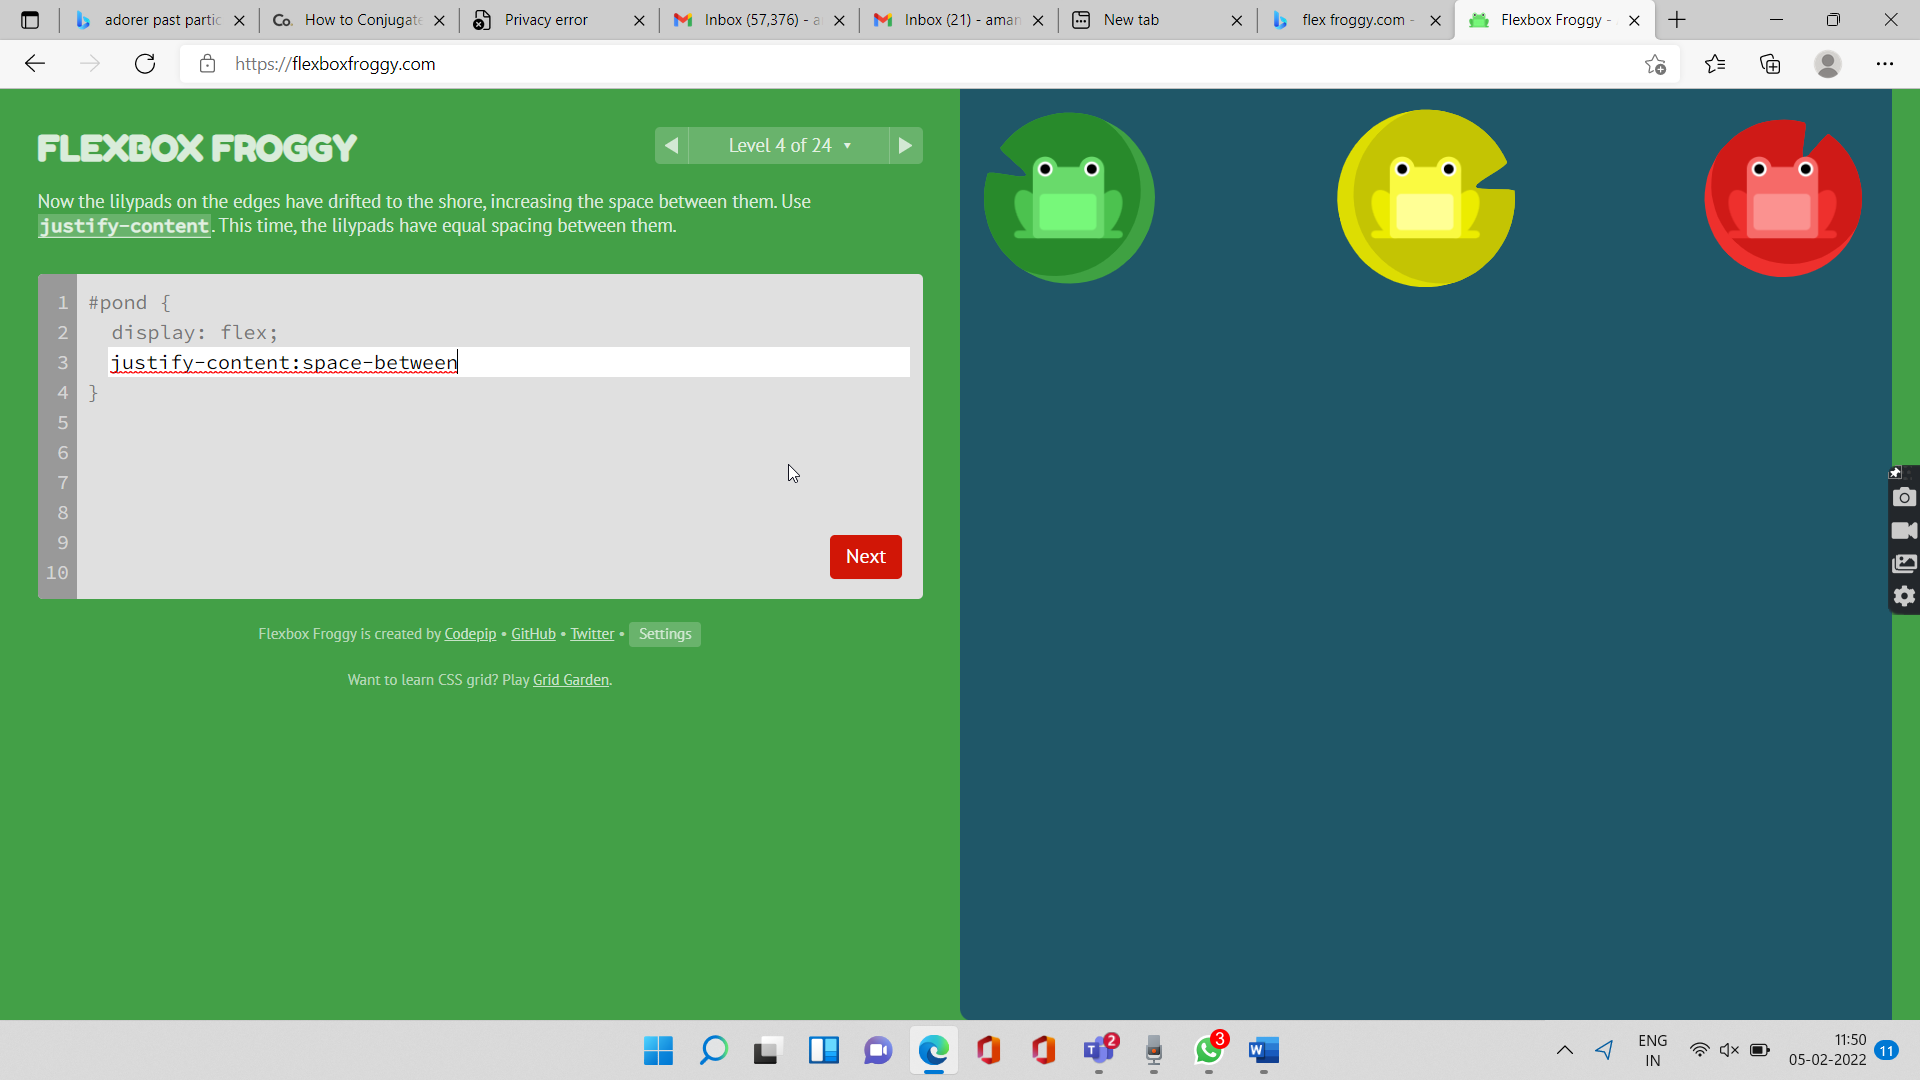 adorer past partic
How to Conjugate
Privacy error
Inbox (57,376) - a
Inbox (21) - aman
New tab
flex froggy.com -
Flexbox Froggy -
https://flexboxfroggy.com
FLEXBOX FROGGY
Level 4 of 24
Now the lilypads on the edges have drifted to the shore, increasing the space between them. Use
justify-content. This time, the lilypads have equal spacing between them.
1 #pond {
2 display: flex;
3 justify-content:space-between
4 }
5
6
7
8
9
10
Next
Flexbox Froggy is created by Codepip • GitHub • Twitter • Settings
Want to learn CSS grid? Play Grid Garden.
2
3
ENG
IN
11:50
05-02-2022
11